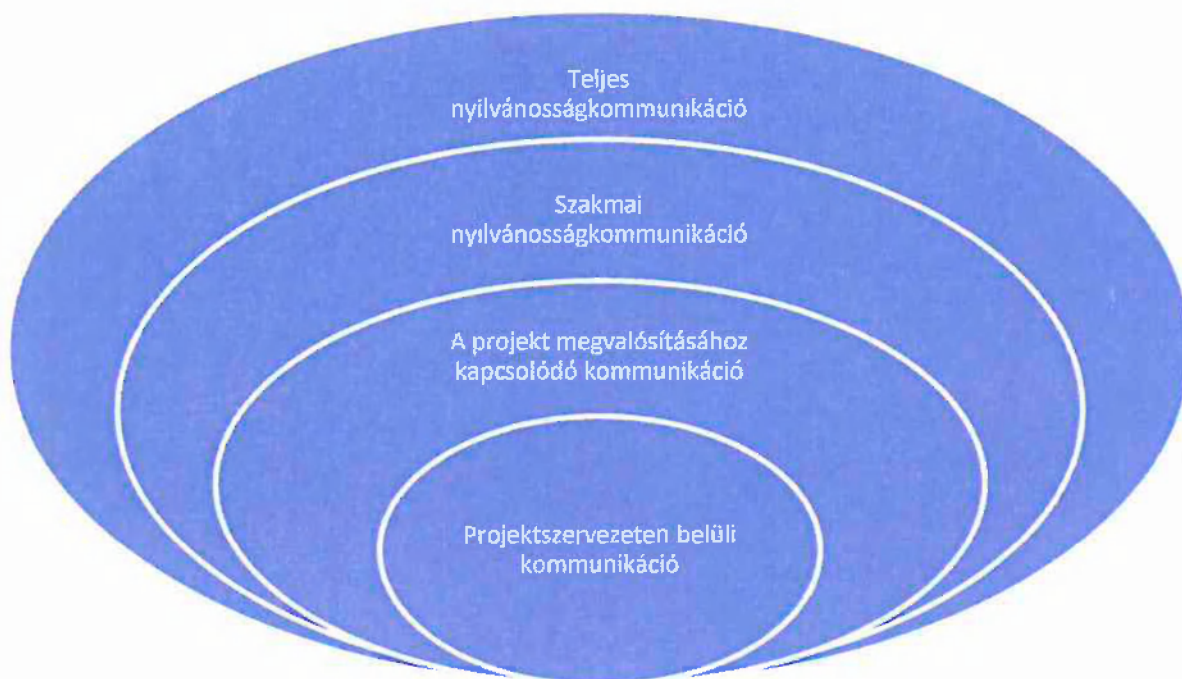 Teljes
nyilvánosságkommunikáció
Szakmai
nyilvánosságkommunikáció
A projekt megvalósításához
kapcsolódó kommunikáció
Projektszervezeten belüli
kommunikáció